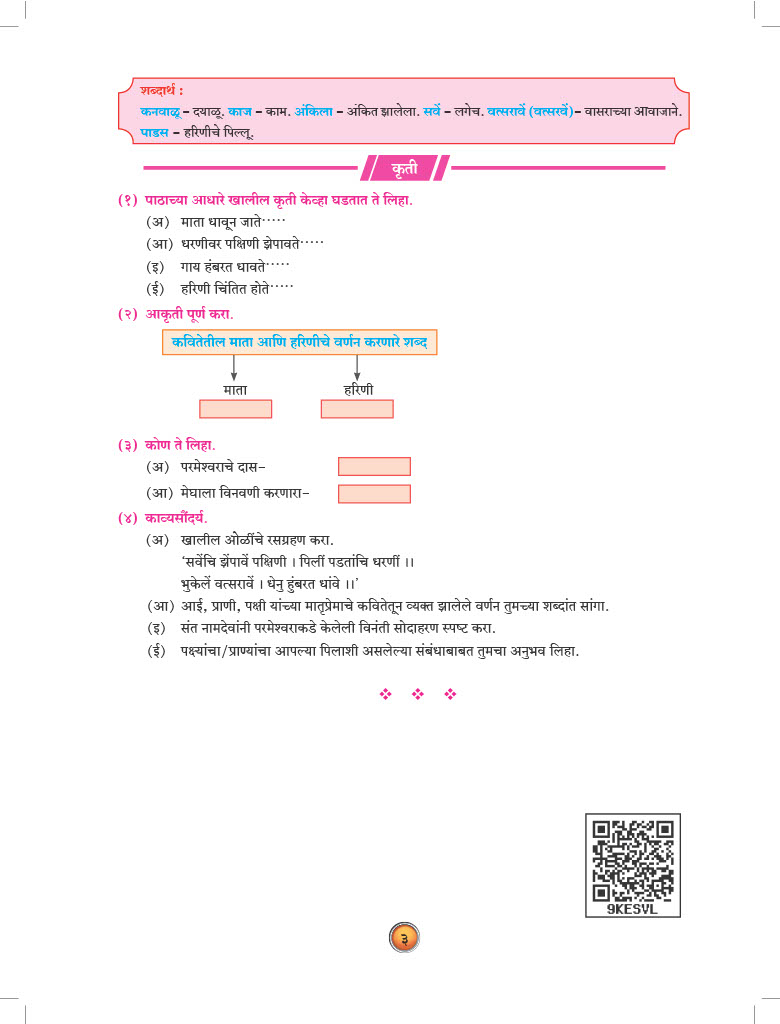 शब्दार्थ :
कनवाळू – दयाळू. काज – काम. अंकिला – अंकित झालेला. सवें – लगेच. वत्सरावें (वत्सरवें)– वासराच्या आवाजाने.
पाडस – हरिणीचे पिल्लू.
कृती
(१) पाठाच्या आधारे खालील कृती केव्हा घडतात ते लिहा.
(अ) माता धावून जाते·····
(आ) धरणीवर पक्षिणी झेपावते·····
(इ) गाय हंबरत धावते·····
(ई) हरिणी चिंतित होते·····
(२) आकृती पूर्ण करा.
कवितेतील माता आणि हरिणीचे वर्णन करणारे शब्द
माता हरिणी
(३) कोण ते लिहा.
(अ) परमेश्वराचे दास–
(आ) मेघाला विनवणी करणारा–
(४) काव्यसौंदर्य.
(अ) खालील ओळींचे रसग्रहण करा.
‘सवेंचि झेंपावें पक्षिणी । पिलीं पडतांचि धरणीं ।।
भुकेलें वत्सरावें । धेनु हुंबरत धांवे ।।’
(आ) आई, प्राणी, पक्षी यांच्या मातृप्रेमाचे कवितेतून व्यक्त झालेले वर्णन तुमच्या शब्दांत सांगा.
(इ) संत नामदेवांनी परमेश्वराकडे केलेली विनंती सोदाहरण स्पष्ट करा.
(ई) पक्ष्यांचा/प्राण्यांचा आपल्या पिलाशी असलेल्या संबंधाबाबत तुमचा अनुभव लिहा.
9KESVL
३